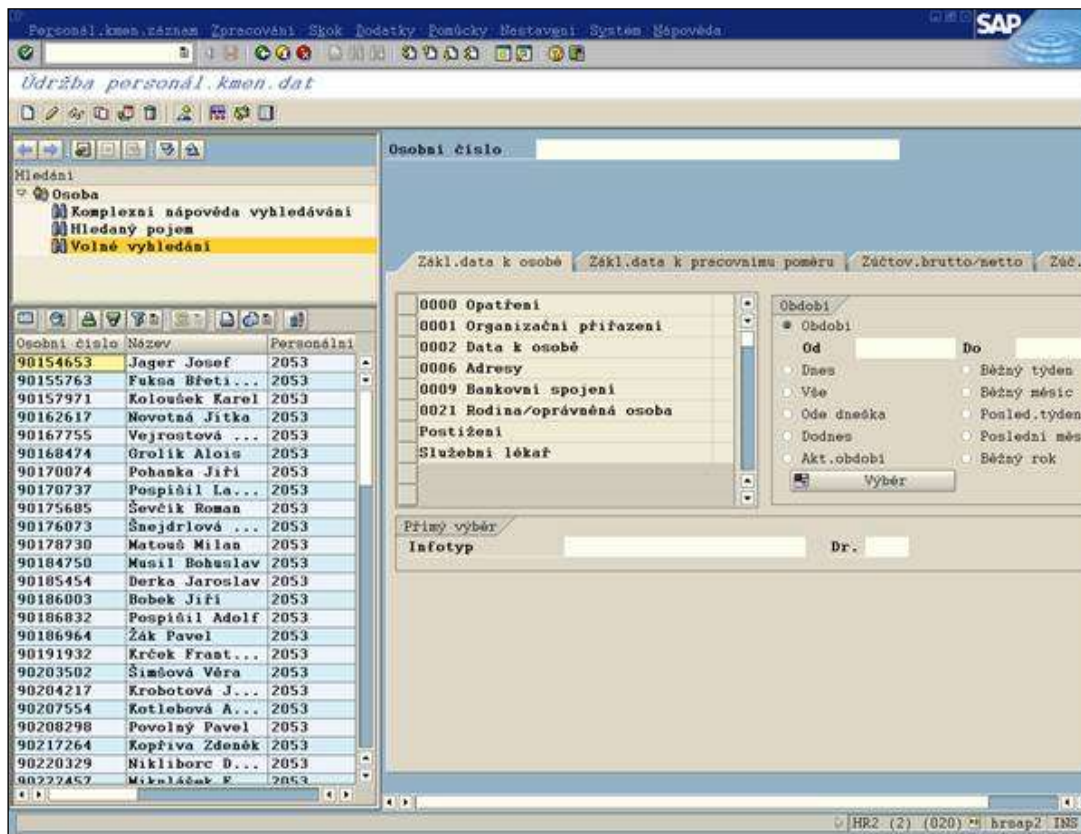 Personál.kmen.záznam Zpracování Skok Dodatky Pomůcky Nastavení Systém Nápověda
SAP
Údržba personál.kmen.dat
Osobní číslo
Hledání
Osoba
Komplexní nápověda vyhledávání
Hledaný pojem
Volné vyhledání
Zákl.data k osobě Zákl.data k pracovnímu poměru Zúčtov.brutto/netto Zúč.
0000 Opatření
0001 Organizační přiřazení
0002 Data k osobě
0006 Adresy
0009 Bankovní spojení
0021 Rodina/oprávněná osoba
Postižení
Služební lékař
Období
Období
Od Do
Dnes Běžný týden
Vše Běžný měsíc
Ode dneška Posled.týden
Dodnes Poslední měs
Akt.období Běžný rok
Výběr
Přímý výběr
Infotyp Dr.
Osobní číslo Název Personální
90154653 Jager Josef 2053
90155763 Fuksa Břeti... 2053
90157971 Koloušek Karel 2053
90162617 Novotná Jitka 2053
90167755 Vejrostová ... 2053
90168474 Grolik Alois 2053
90170074 Pohanka Jiří 2053
90170737 Pospíšil La... 2053
90175685 Ševčík Roman 2053
90176073 Šnejdrlová ... 2053
90178730 Matouš Milan 2053
90184750 Musil Bohuslav 2053
90185454 Derka Jaroslav 2053
90186003 Bobek Jiří 2053
90186832 Pospíšil Adolf 2053
90186964 Žák Pavel 2053
90191932 Krček Frant... 2053
90203502 Šimšová Věra 2053
90204217 Krobotová J... 2053
90207554 Kotlebová A... 2053
90208298 Povolný Pavel 2053
90217264 Kopřiva Zdeněk 2053
90220329 Nikliborc D... 2053
90222457 Mikulášek F 2053
HR2 (2) (020) hrsap2 INS